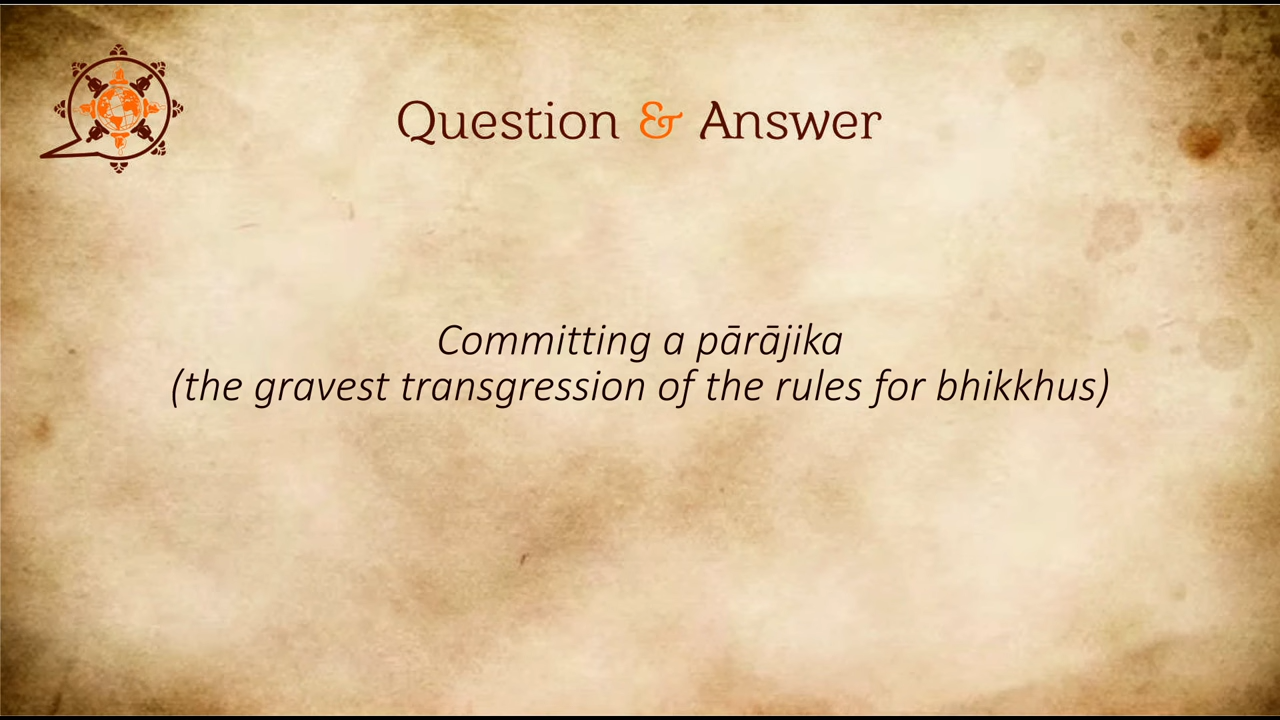 Question & Answer
Committing a pārājika
(the gravest transgression of the rules for bhikkhus)